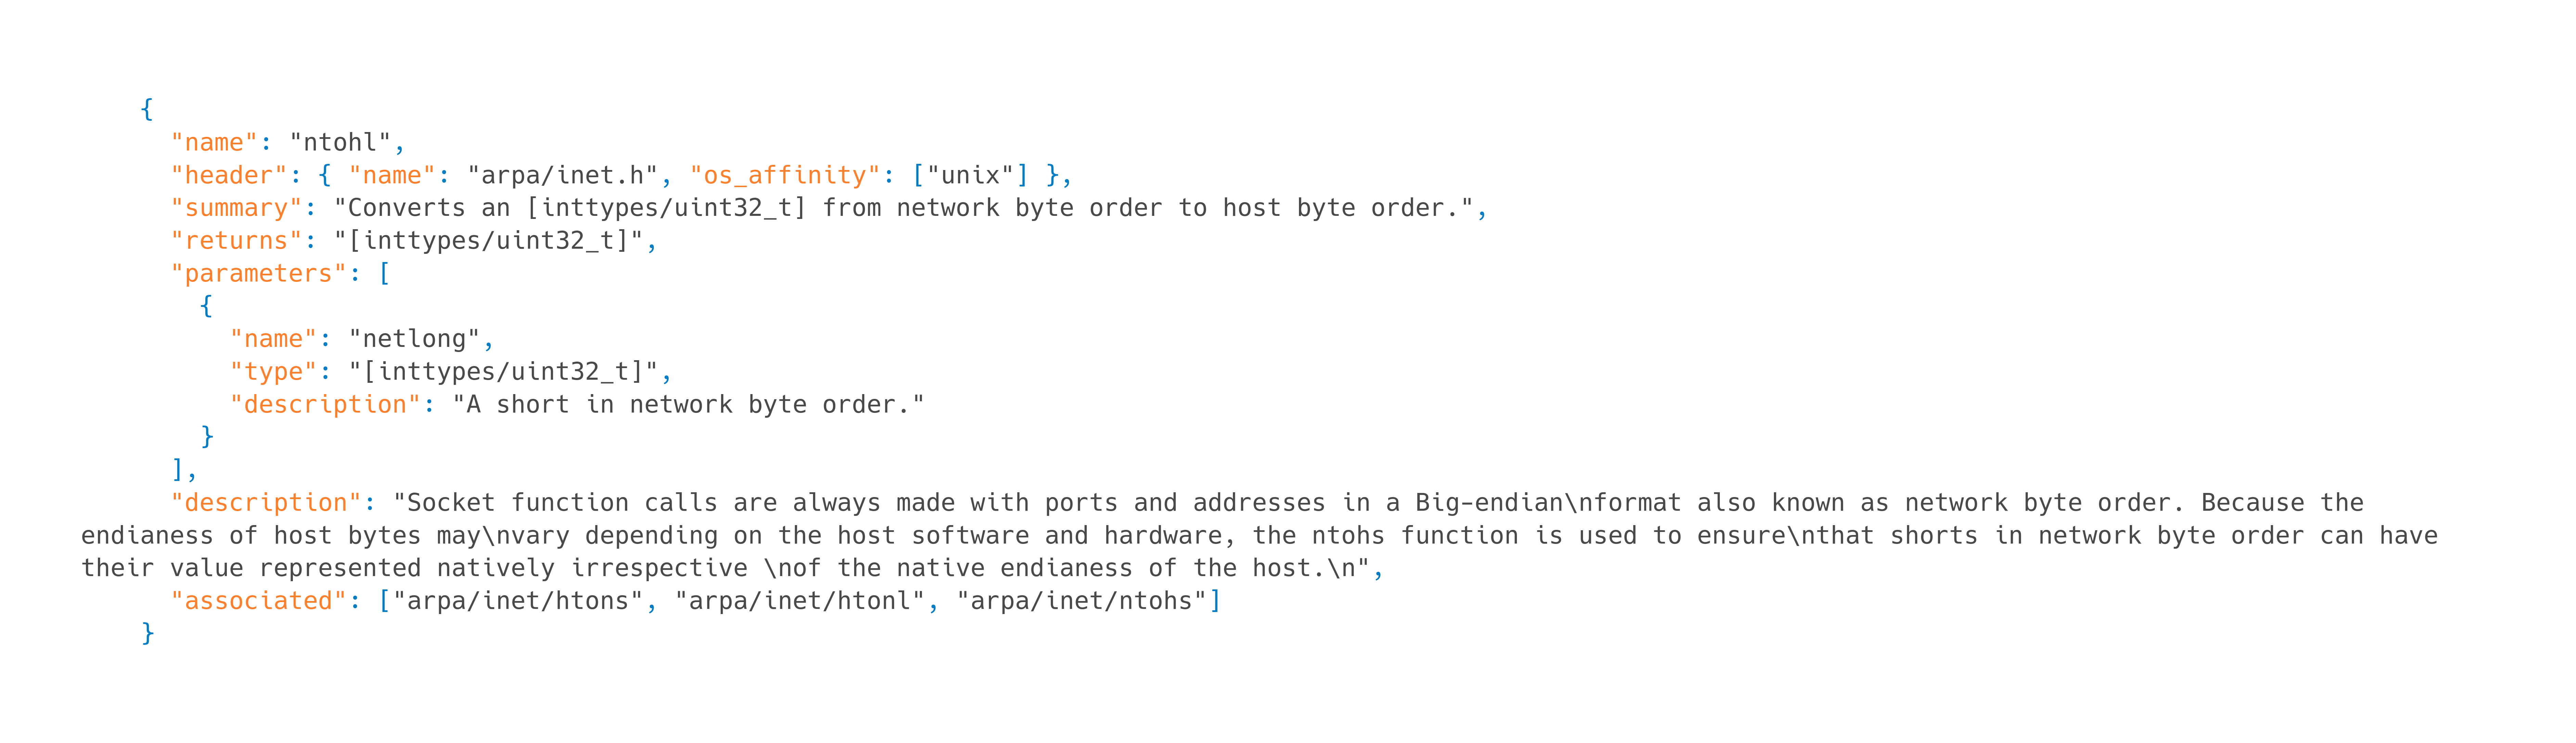 {
"name": "ntohl",
"header": { "name": "arpa/inet.h", "os_affinity": ["unix"] },
"summary": "Converts an [inttypes/uint32_t] from network byte order to host byte order.",
"returns": "[inttypes/uint32_t]",
"parameters": [
{
"name": "netlong",
"type": "[inttypes/uint32_t]",
"description": "A short in network byte order."
}
],
"description": "Socket function calls are always made with ports and addresses in a Big-endian\nformat also known as network byte order. Because the
endianess of host bytes may\nvary depending on the host software and hardware, the ntohs function is used to ensure\nthat shorts in network byte order can have
their value represented natively irrespective \nof the native endianess of the host.\n",
"associated": ["arpa/inet/htons", "arpa/inet/htonl", "arpa/inet/ntohs"]
}